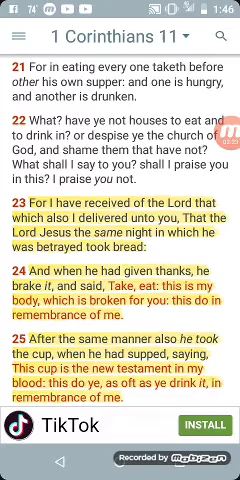 74°
1:46
1 Corinthians 11
21 For in eating every one taketh before
other his own supper: and one is hungry,
and another is drunken.
03:25
22 What? have ye not houses to eat and
to drink in? or despise ye the church of
God, and shame them that have not?
What shall I say to you? shall I praise you
in this? I praise you not.
23 For I have received of the Lord that
which also I delivered unto you, That the
Lord Jesus the same night in which he
was betrayed took bread:
24 And when he had given thanks, he
brake it, and said, Take, eat: this is my
body, which is broken for you: this do in
remembrance of me.
25 After the same manner also he took
the cup, when he had supped, saying,
This cup is the new testament in my
blood: this do ye, as oft as ye drink it, in
remembrance of me.
TikTok
INSTALL
Recorded by
mobizen